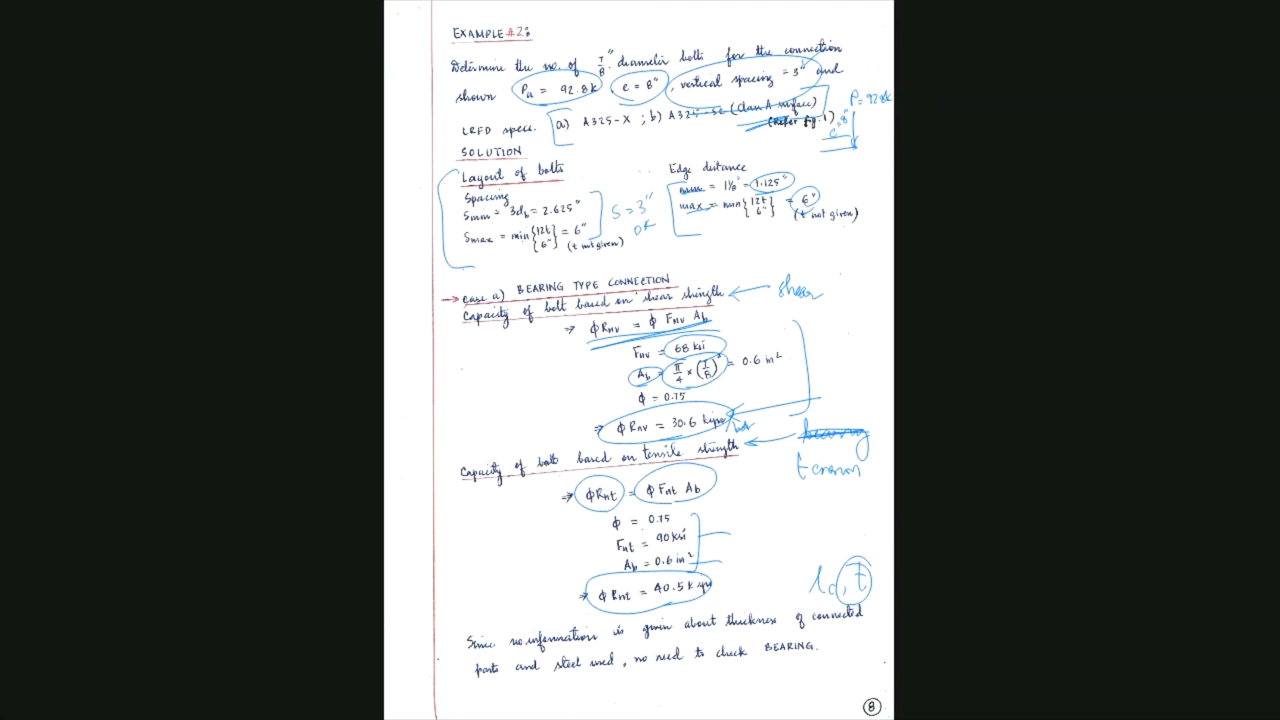 EXAMPLE #2:
Determine the no. of 7/8" diameter bolts for the connection
shown Pu = 92.8k, e = 8", vertical spacing = 3" and
LRFD specs. a) A325-X ; b) A325-SC (Class A surface)
(Refer fig. 1)
P = 92.8k
e = 8"
SOLUTION
Layout of bolts
Spacing
Smin = 3db = 2.625"
Smax = min {12t 6"} = 6"
(t not given)
S = 3"
OK
Edge distance
min = 1 1/8" = 1.125"
max = min {12t 6"} = 6"
(t not given)
→ case a) BEARING TYPE CONNECTION
Capacity of bolt based on shear strength ← shear
⇒ ϕRnv = ϕ Fnv Ab
Fnv = 68 ksi
Ab = π/4 × (7/8)² = 0.6 in²
ϕ = 0.75
⇒ ϕRnv = 30.6 kips
Capacity of bolt based on tensile strength ← bearing
tension
⇒ ϕRnt = ϕ Fnt Ab
ϕ = 0.75
Fnt = 90 ksi
Ab = 0.6 in²
⇒ ϕRnt = 40.5 kips
lc, t
Since no information is given about thickness of connected
parts and steel used, no need to check BEARING.
8